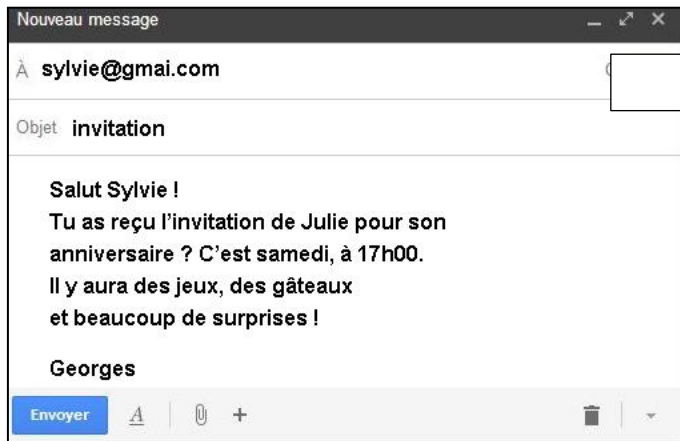 Nouveau message
À sylvie@gmai.com
Objet invitation
Salut Sylvie !
Tu as reçu l'invitation de Julie pour son
anniversaire ? C'est samedi, à 17h00.
Il y aura des jeux, des gâteaux
et beaucoup de surprises !
Georges
Envoyer A